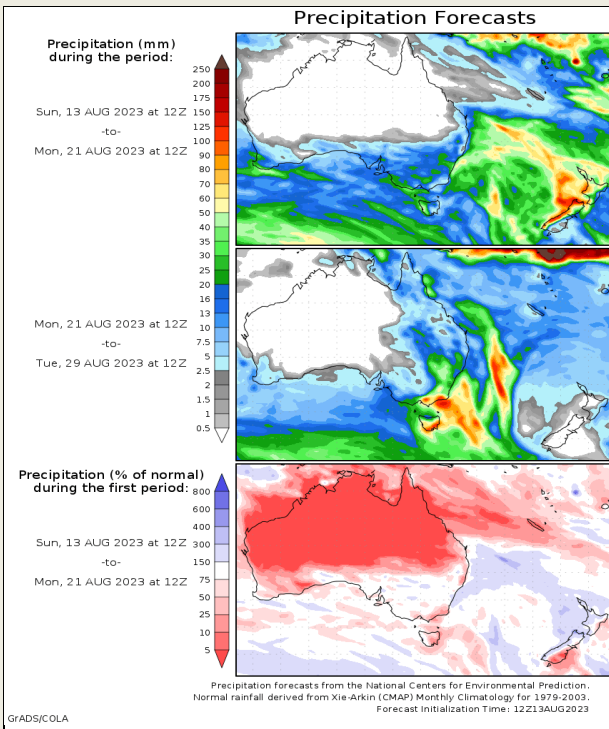 Precipitation Forecasts
Precipitation (mm)
during the period:
250
200
175
150
125
100
90
80
70
60
50
40
35
30
25
20
16
13
10
7.5
5
2.5
2
1.5
1
0.5
Sun, 13 AUG 2023 at 12Z
-to-
Mon, 21 AUG 2023 at 12Z
Mon, 21 AUG 2023 at 12Z
-to-
Tue, 29 AUG 2023 at 12Z
Precipitation (% of normal)
during the first period:
800
600
400
300
150
75
50
25
10
5
Sun, 13 AUG 2023 at 12Z
-to-
Mon, 21 AUG 2023 at 12Z
Precipitation forecasts from the National Centers for Environmental Prediction.
Normal rainfall derived from Xie-Arkin (CMAP) Monthly Climatology for 1979-2003.
Forecast Initialization Time: 12Z13AUG2023
GrADS/COLA